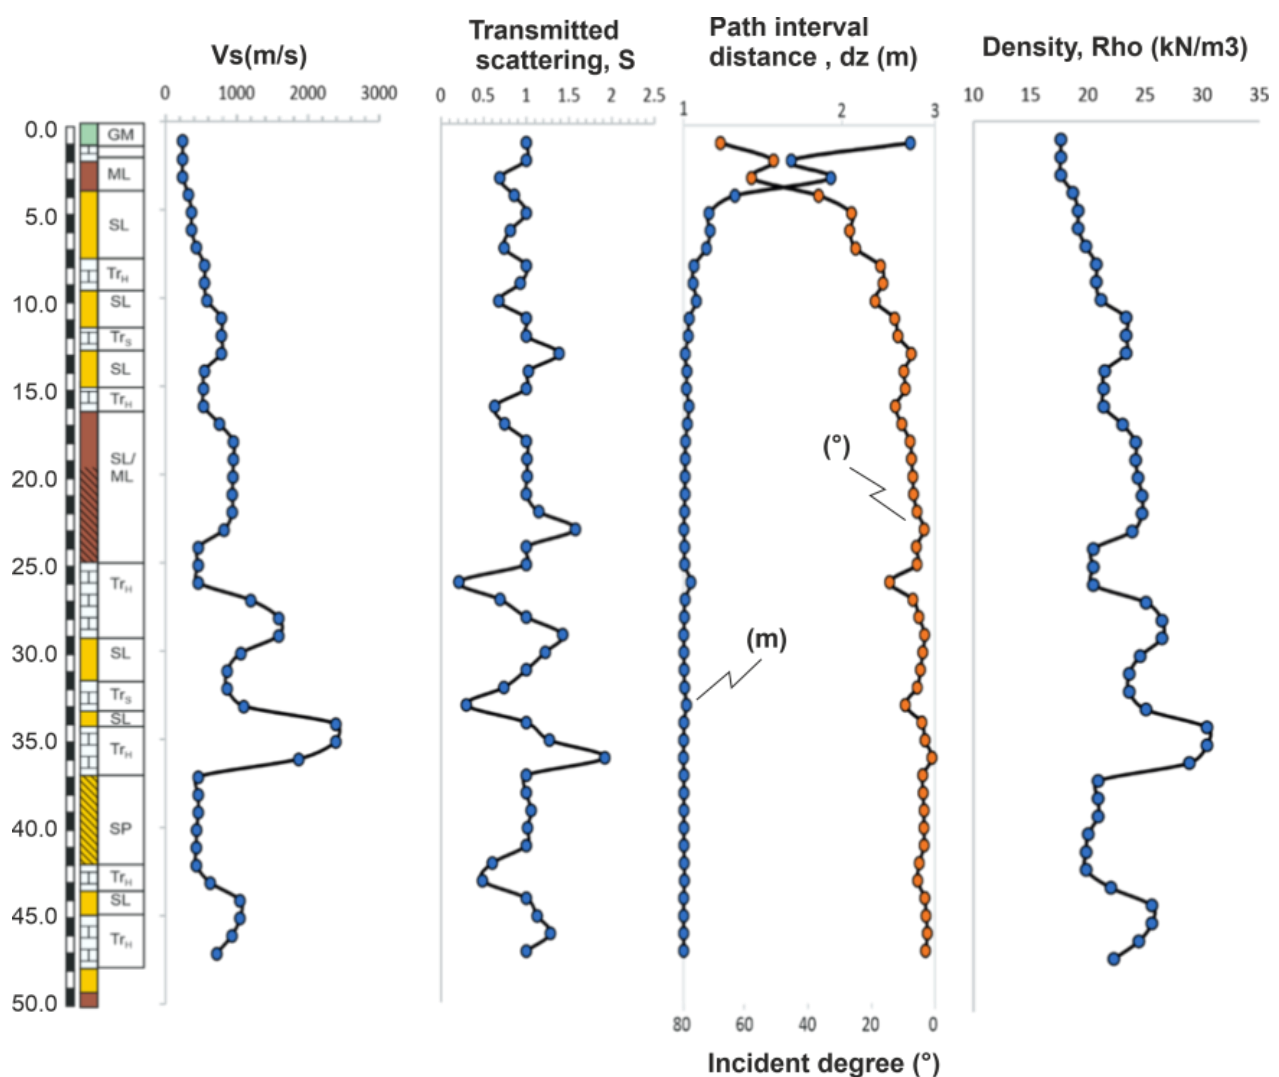 Vs(m/s)
0 1000 2000 3000
Transmitted
scattering, S
0 0.5 1 1.5 2 2.5
Path interval
distance , dz (m)
1 2 3
Density, Rho (kN/m3)
10 15 20 25 30 35
0.0
5.0
10.0
15.0
20.0
25.0
30.0
35.0
40.0
45.0
50.0
GM
ML
SL
TrH
SL
TrS
SL
TrH
SL/
ML
TrH
SL
TrS
SL
TrH
SP
TrH
SL
TrH
(°)
(m)
80 60 40 20 0
Incident degree (°)